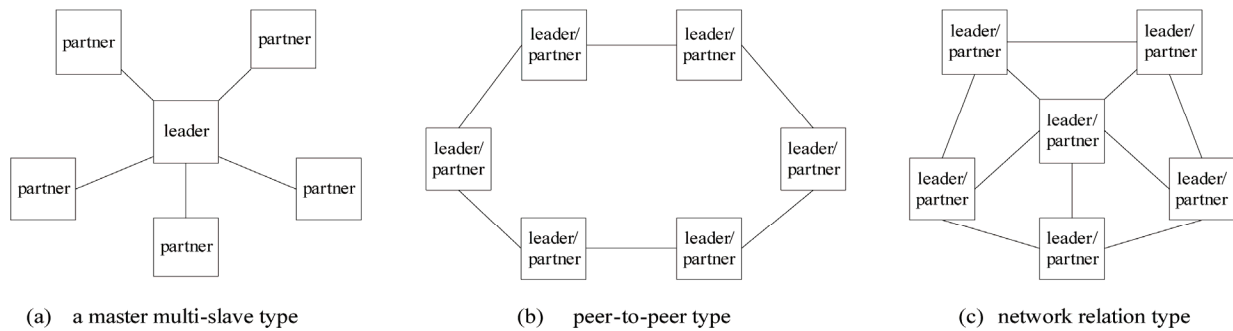 partner
partner
leader
partner
partner
partner
(a) a master multi-slave type
leader/
partner
leader/
partner
leader/
partner
leader/
partner
leader/
partner
leader/
partner
(b) peer-to-peer type
leader/
partner
leader/
partner
leader/
partner
leader/
partner
leader/
partner
leader/
partner
(c) network relation type